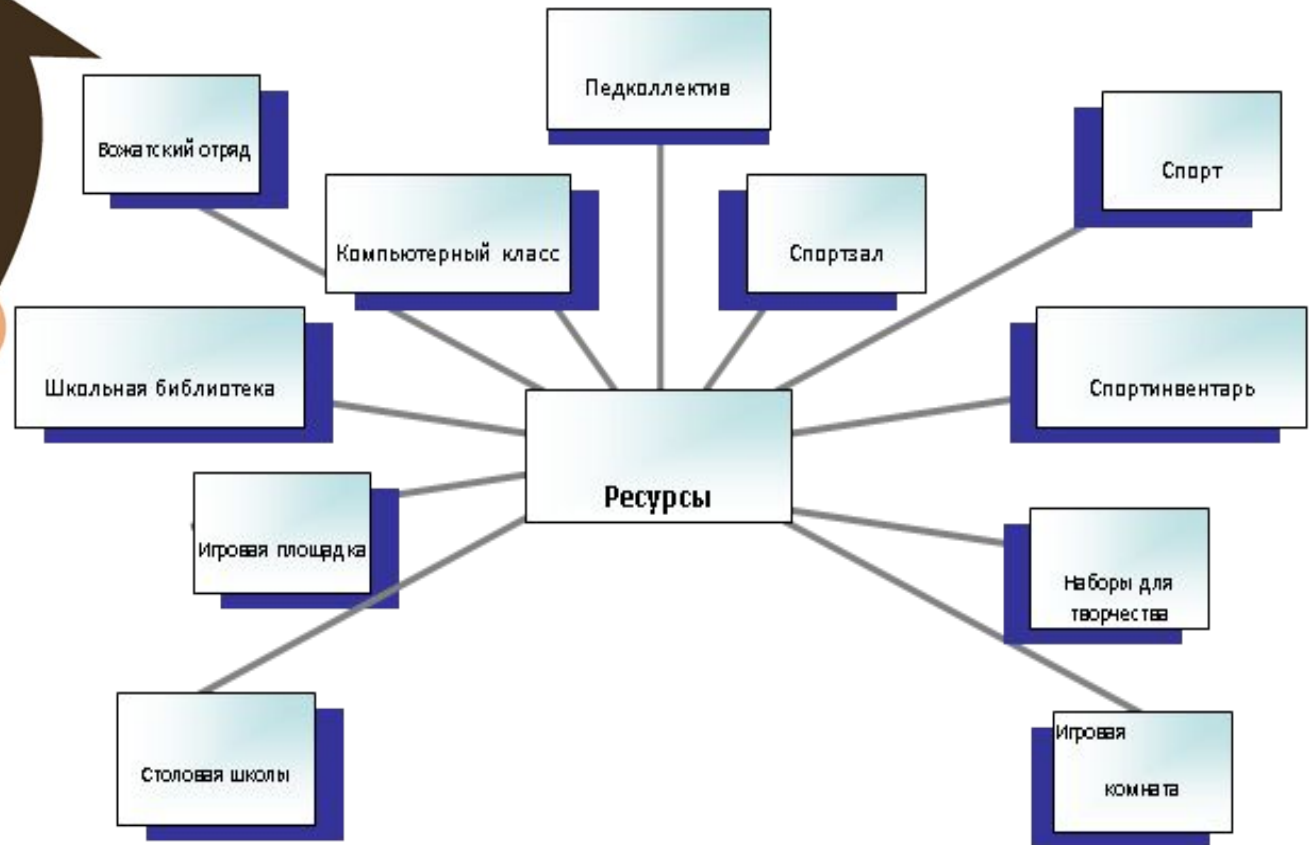 Педколлектив
Вожатский отряд
Спорт
Компьютерный класс
Спортзал
Школьная библиотека
Спортинвентарь
Ресурсы
Игровая площадка
Наборы для
творчества
Столовая школы
Игровая
комната